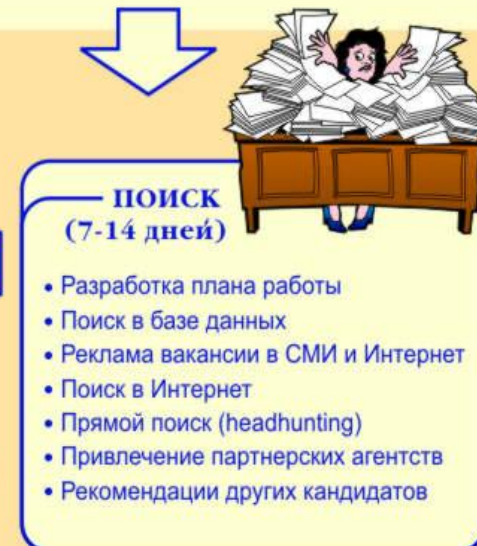 ПОИСК
(7-14 дней)
• Разработка плана работы
• Поиск в базе данных
• Реклама вакансии в СМИ и Интернет
• Поиск в Интернет
• Прямой поиск (headhunting)
• Привлечение партнерских агентств
• Рекомендации других кандидатов